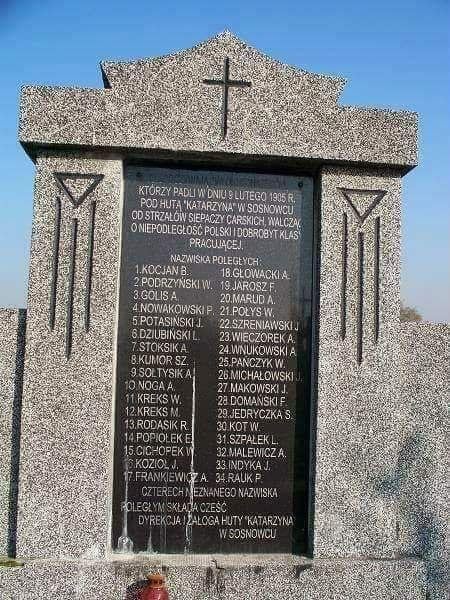 KTÓRZY PADLI W DNIU 9 LUTEGO 1905 R.
POD HUTĄ "KATARZYNA" W SOSNOWCU
OD STRZAŁÓW SIEPACZY CARSKICH, WALCZĄC
O NIEPODLEGŁOŚĆ POLSKI I DOBROBYT KLASY
PRACUJĄCEJ.
NAZWISKA POLEGŁYCH:
1. KOCJAN B.
2. PODRZYŃSKI W.
3. GOLIS A.
4. NOWAKOWSKI P.
5. POTASIŃSKI J.
6. DZIUBIŃSKI L.
7. STOKSIK A.
8. KUMOR SZ.
9. SOŁTYSIK A.
10. NOGA A.
11. KREKS W.
12. KREKS M.
13. RODASIK R.
14. POPIOŁEK E.
15. CICHOPEK W.
16. KOZIOŁ J.
17. FRANKIEWICZ A.
18. GŁOWACKI A.
19. JAROSZ F.
20. MARUD A.
21. POŁYS W.
22. SZRENIAWSKI J.
23. WIECZOREK A.
24. WNUKOWSKI A.
25. PAŃCZYK W.
26. MICHAŁOWSKI J.
27. MAKOWSKI J.
28. DOMAŃSKI F.
29. JEDRYCZKA S.
30. KOT W.
31. SZPAŁEK L.
32. MALEWICZ A.
33. INDYKA J.
34. RAUK P.
CZTERECH NIEZNANEGO NAZWISKA
POLEGŁYM SKŁADA CZEŚĆ
DYREKCJA I ZAŁOGA HUTY "KATARZYNA"
W SOSNOWCU